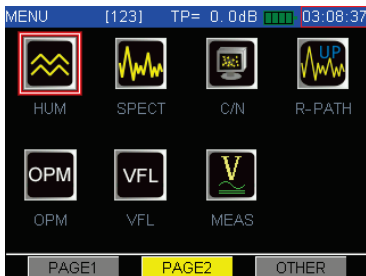 MENU [123] TP= 0.0dB 03:08:37
UP
HUM SPECT C/N R-PATH
OPM VFL V
OPM VFL MEAS
PAGE1 PAGE2 OTHER